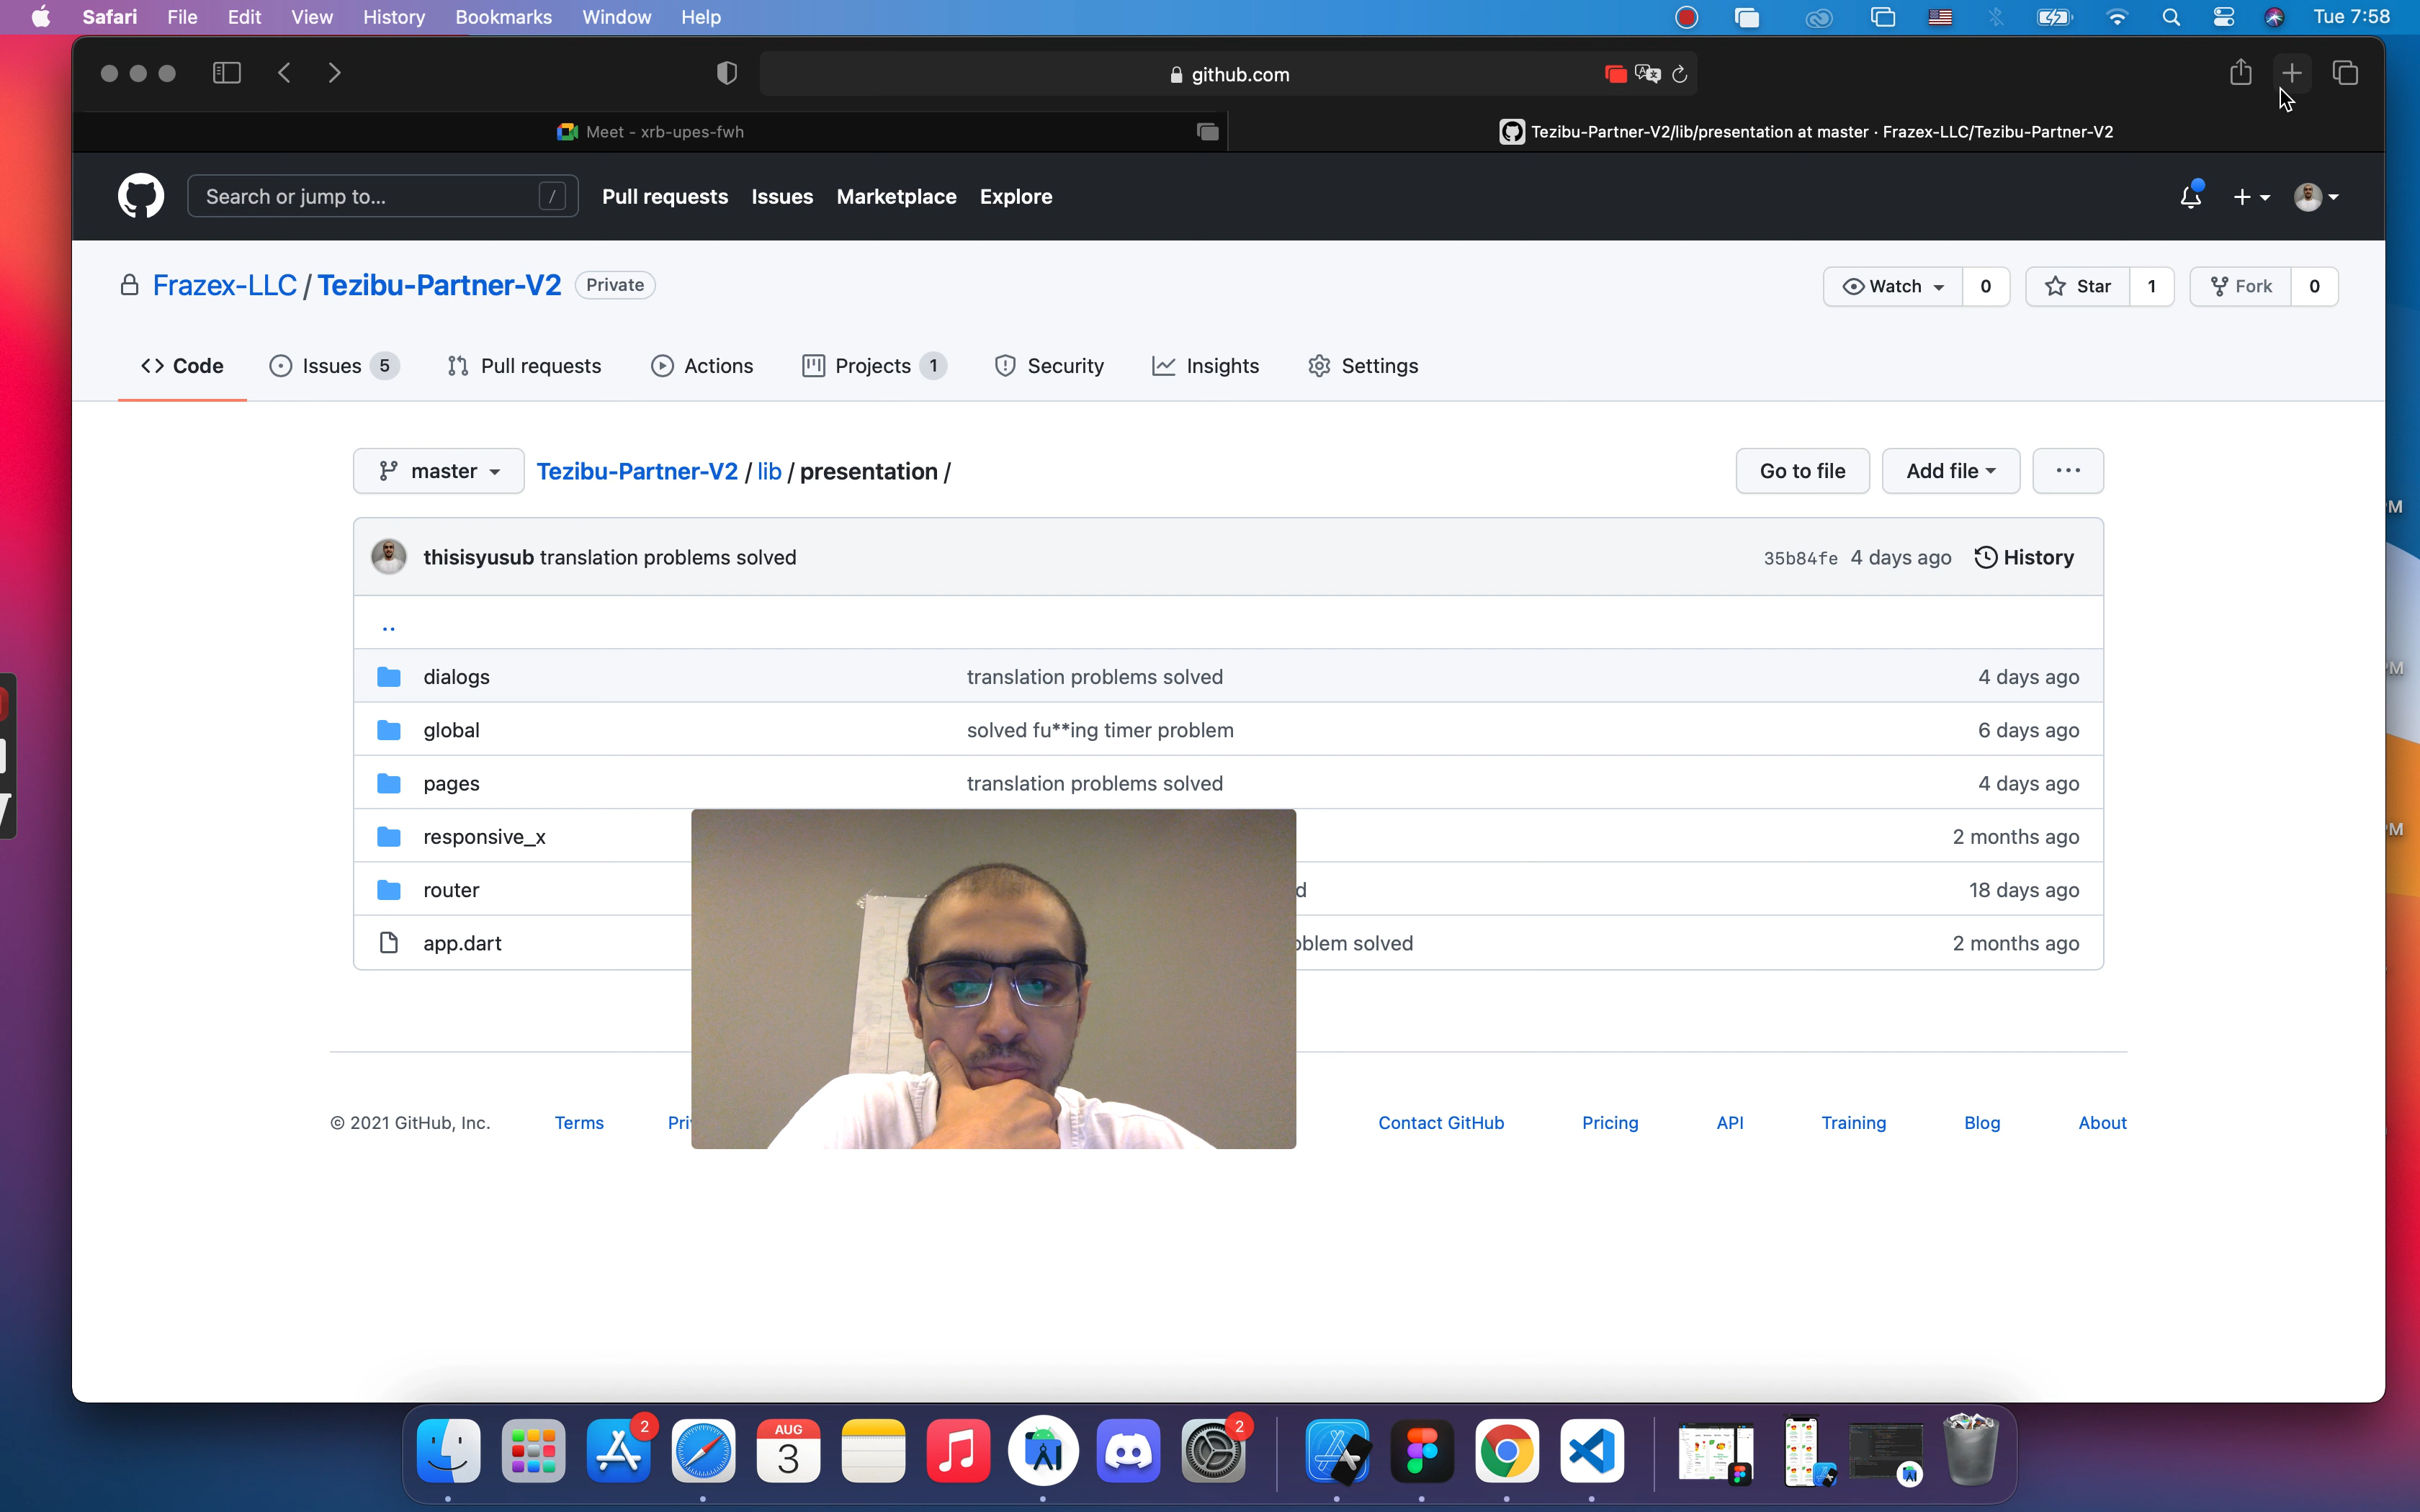 Safari File Edit View History Bookmarks Window Help Tue 7:58
github.com
Meet - xrb-upes-fwh
Tezibu-Partner-V2/lib/presentation at master · Frazex-LLC/Tezibu-Partner-V2
Search or jump to... / Pull requests Issues Marketplace Explore
Frazex-LLC / Tezibu-Partner-V2 Private
Watch 0 Star 1 Fork 0
Code Issues 5 Pull requests Actions Projects 1 Security Insights Settings
master Tezibu-Partner-V2 / lib / presentation / Go to file Add file ...
thisisyusub translation problems solved 35b84fe 4 days ago History
..
dialogs translation problems solved 4 days ago
global solved fu**ing timer problem 6 days ago
pages translation problems solved 4 days ago
responsive_x 2 months ago
router d 18 days ago
app.dart oblem solved 2 months ago
© 2021 GitHub, Inc. Terms Pri Contact GitHub Pricing API Training Blog About
PM
PM
PM
2
AUG
3
2